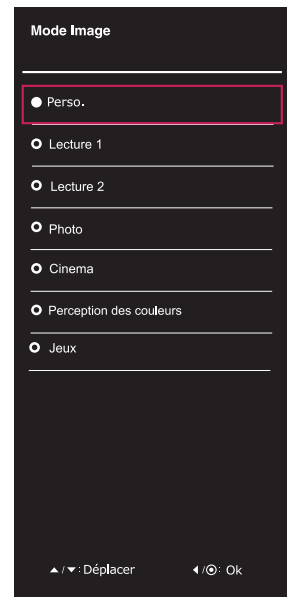 Mode Image
Perso.
Lecture 1
Lecture 2
Photo
Cinema
Perception des couleurs
Jeux
▲/▼: Déplacer ◀/◉: Ok